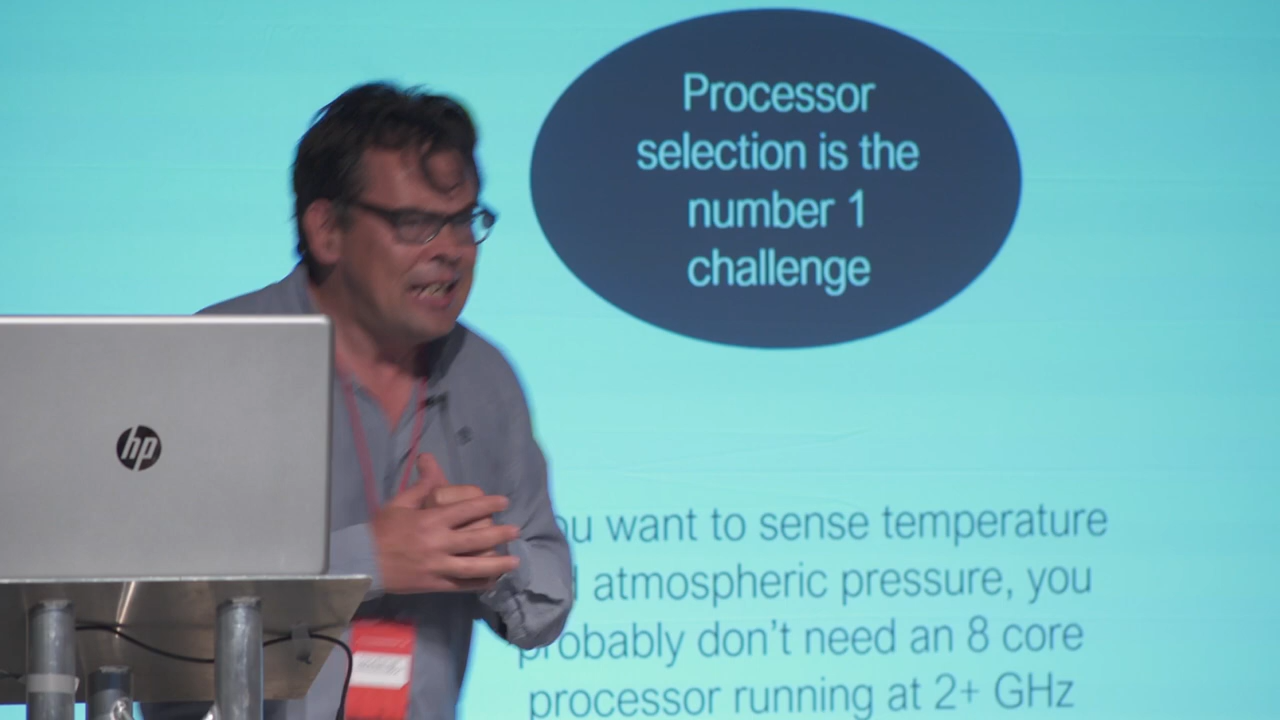 Processor
selection is the
number 1
challenge
hp
want to sense temperature
atmospheric pressure, you
probably don't need an 8 core
processor running at 2+ GHz